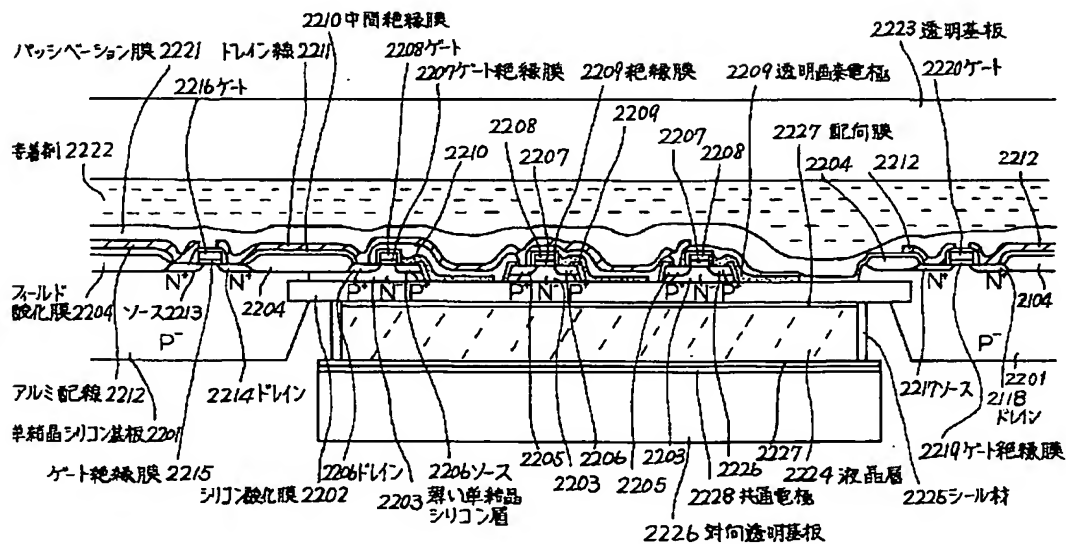 2210中間絶縁膜
パッシベーション膜2221
ドレイン線2211
2208ゲート
2223透明基板
2216ゲート
2207ゲート絶縁膜
2209絶縁膜
2209透明画素電極
2220ゲート
2208
2209
2207
2227配向膜
接着剤2222
2207
2210
2208
2204
2212
2212
N⁺
N⁺
P⁺
N⁻
P⁺
P⁺
N⁻
P⁺
P⁺
N⁻
P⁺
N⁺
N⁺
フィールド
酸化膜2204
ソース2213
2204
2104
P⁻
P⁻
アルミ配線2212
2214ドレイン
2217ソース
2201
2118
ドレイン
単結晶シリコン基板2201
ゲート絶縁膜2215
シリコン酸化膜2202
2206ドレイン
2203薄い単結晶
シリコン層
2206ソース
2205
2203
2206
2205
2203
2226
2227
2228共通電極
2224液晶層
2225シール材
2219ゲート絶縁膜
2226対向透明基板